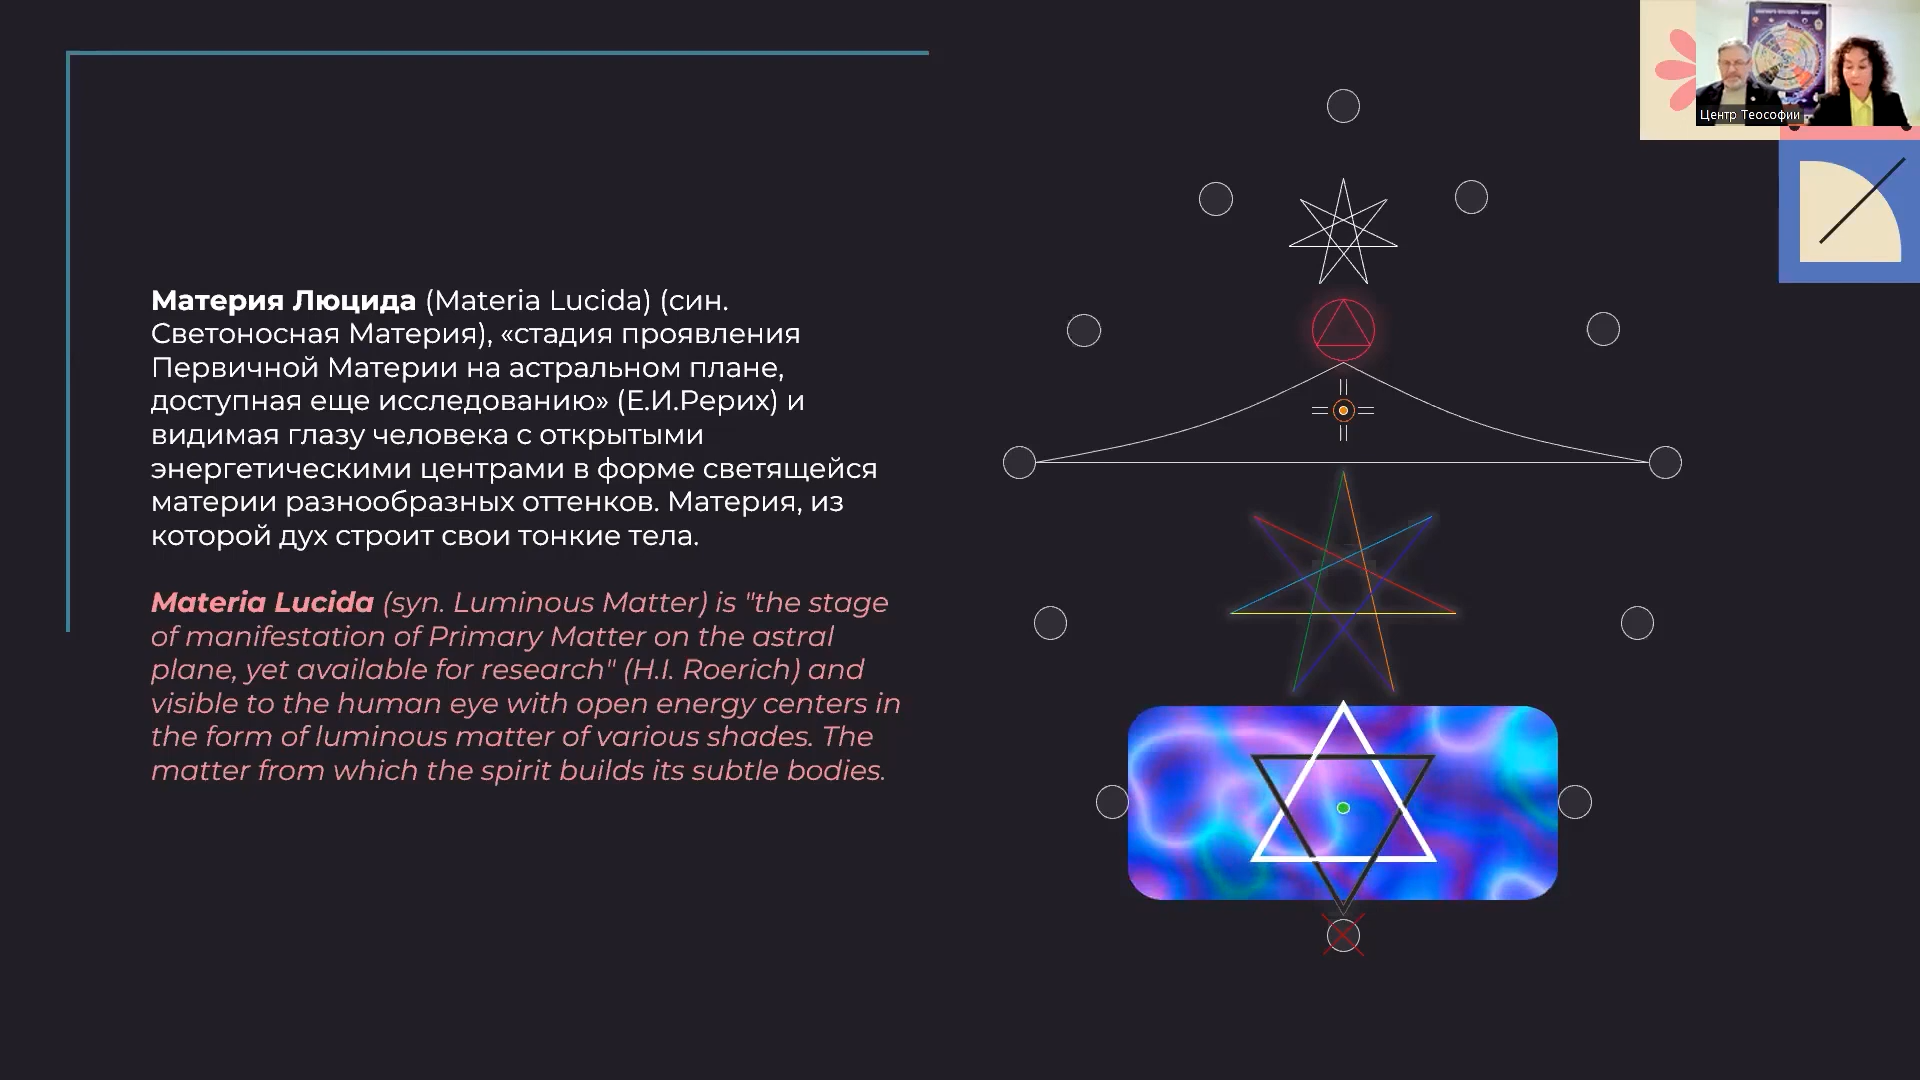 Центр Теософии
Материя Люцида (Materia Lucida) (син.
Светоносная Материя), «стадия проявления
Первичной Материи на астральном плане,
доступная еще исследованию» (Е.И.Рерих) и
видимая глазу человека с открытыми
энергетическими центрами в форме светящейся
материи разнообразных оттенков. Материя, из
которой дух строит свои тонкие тела.
Materia Lucida (syn. Luminous Matter) is "the stage
of manifestation of Primary Matter on the astral
plane, yet available for research" (H.I. Roerich) and
visible to the human eye with open energy centers in
the form of luminous matter of various shades. The
matter from which the spirit builds its subtle bodies.